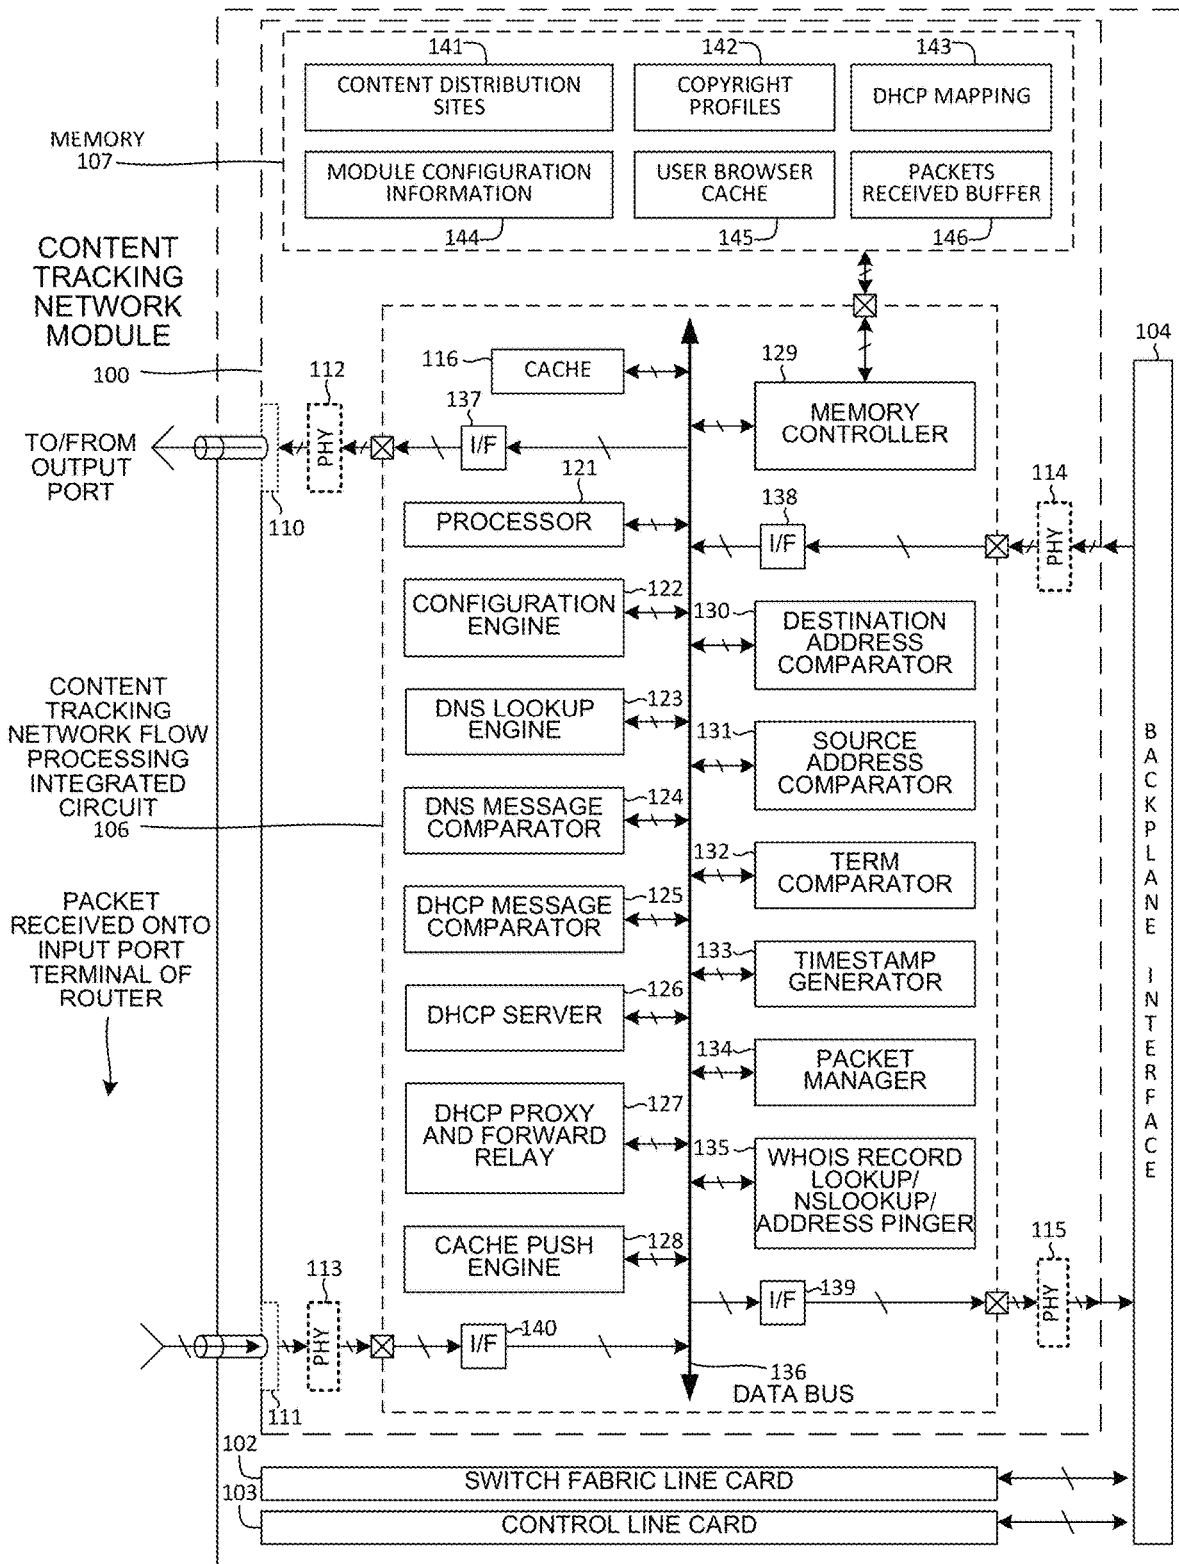 141
CONTENT DISTRIBUTION
SITES
142
COPYRIGHT
PROFILES
143
DHCP MAPPING
MEMORY
107
MODULE CONFIGURATION
INFORMATION
144
USER BROWSER
CACHE
145
PACKETS
RECEIVED BUFFER
146
CONTENT
TRACKING
NETWORK
MODULE
100
104
116
CACHE
129
MEMORY
CONTROLLER
112
PHY
137
I/F
TO/FROM
OUTPUT
PORT
110
121
PROCESSOR
138
I/F
114
PHY
122
CONFIGURATION
ENGINE
130
DESTINATION
ADDRESS
COMPARATOR
123
DNS LOOKUP
ENGINE
131
SOURCE
ADDRESS
COMPARATOR
CONTENT
TRACKING
NETWORK FLOW
PROCESSING
INTEGRATED
CIRCUIT
106
124
DNS MESSAGE
COMPARATOR
132
TERM
COMPARATOR
BACKPLANE INTERFACE
PACKET
RECEIVED ONTO
INPUT PORT
TERMINAL OF
ROUTER
125
DHCP MESSAGE
COMPARATOR
133
TIMESTAMP
GENERATOR
126
DHCP SERVER
134
PACKET
MANAGER
127
DHCP PROXY
AND FORWARD
RELAY
135
WHOIS RECORD
LOOKUP/
NSLOOKUP/
ADDRESS PINGER
128
CACHE PUSH
ENGINE
115
PHY
I/F
139
113
PHY
I/F
140
111
136
DATA BUS
102
SWITCH FABRIC LINE CARD
103
CONTROL LINE CARD